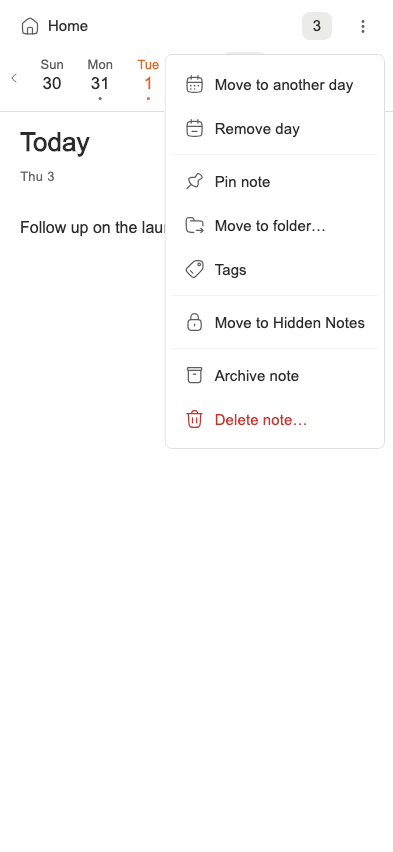 Home
3
Sun
Mon
Tue
30
31
1
Today
Thu 3
Follow up on the
Move to another day
Remove day
Pin note
Move to folder…
Tags
Move to Hidden Notes
Archive note
Delete note…